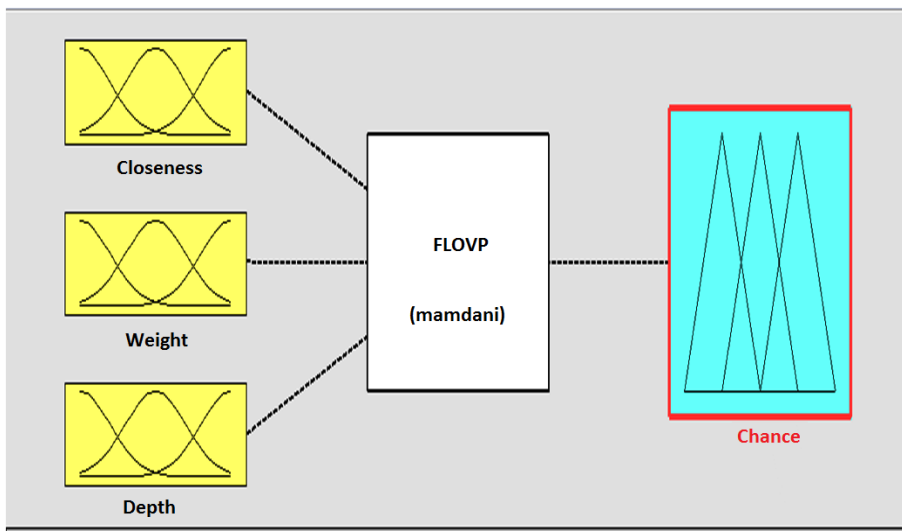 Closeness
Weight
Depth
FLOVP
(mamdani)
Chance